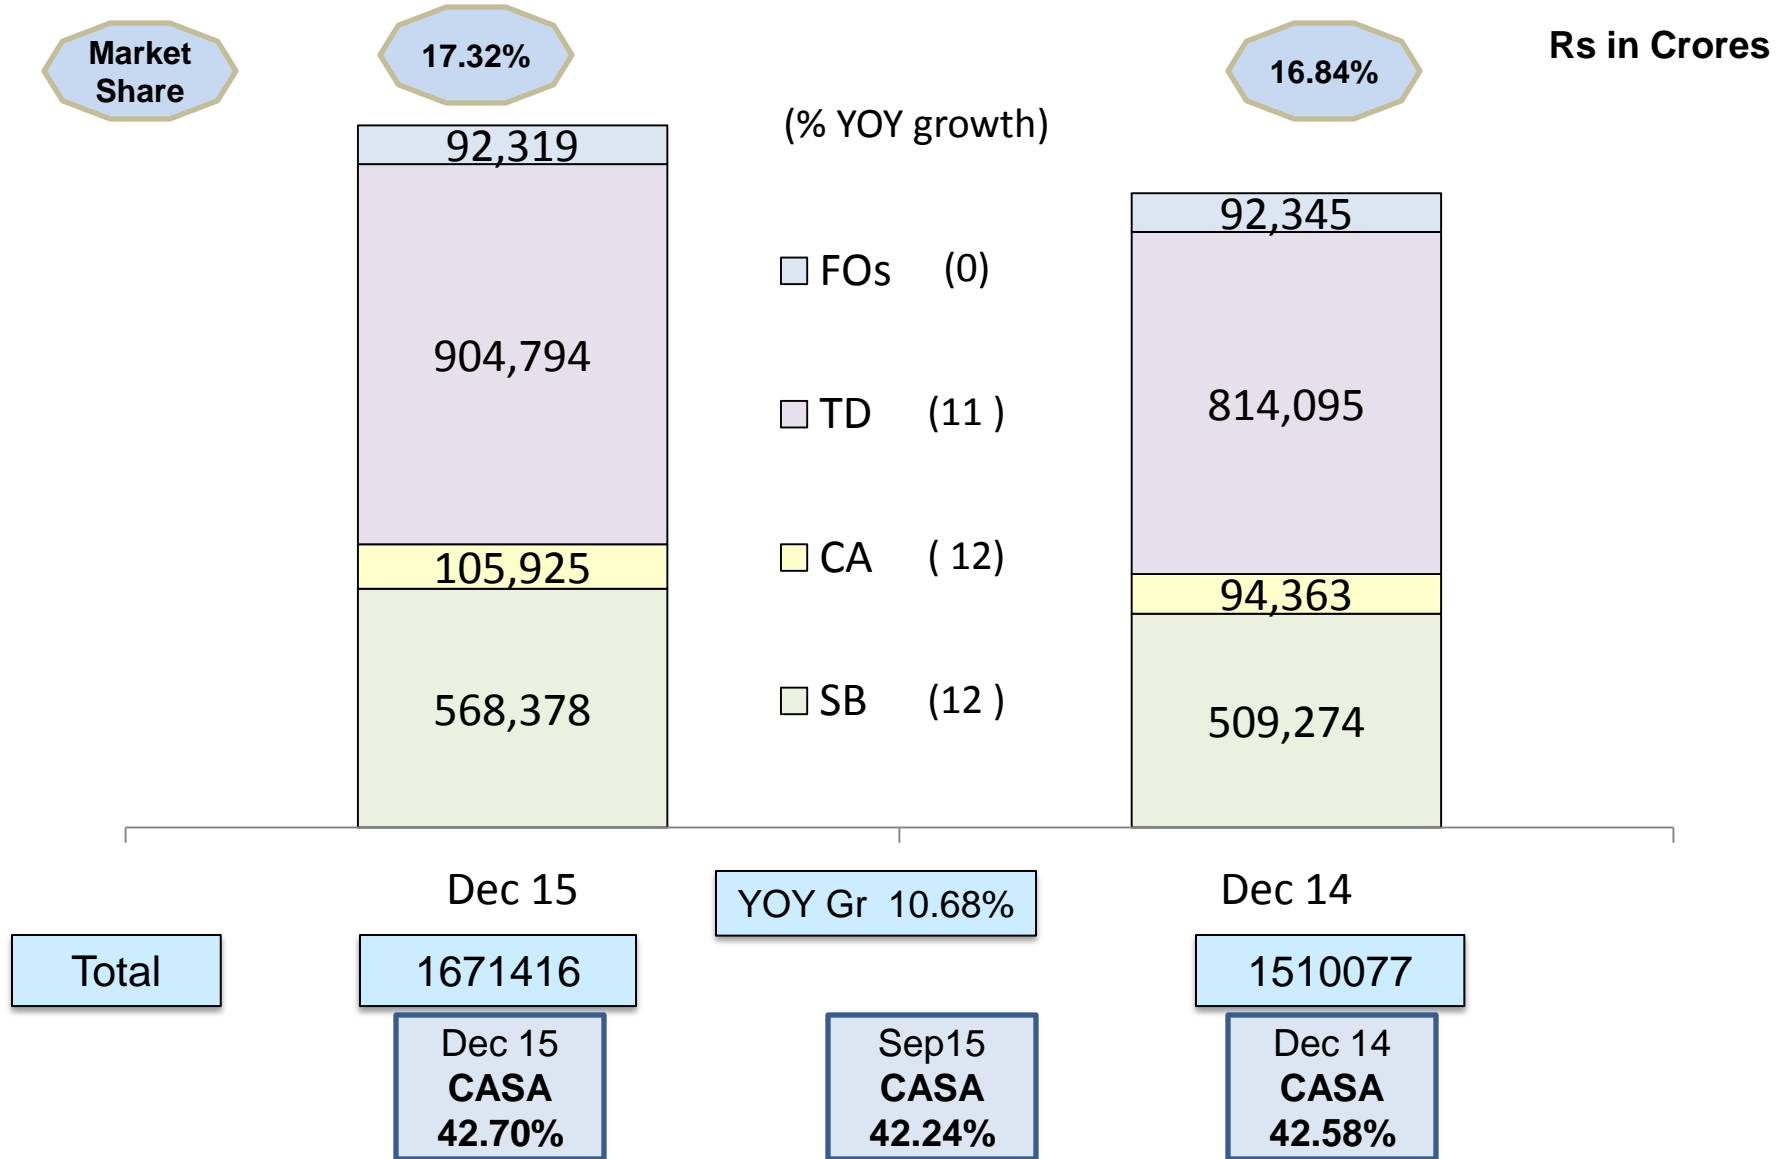 Market
Share
17.32%
16.84%
Rs in Crores
(% YOY growth)
92,319
904,794
105,925
568,378
FOs (0)
TD (11 )
CA ( 12)
SB (12 )
92,345
814,095
94,363
509,274
Dec 15
YOY Gr 10.68%
Dec 14
Total
1671416
1510077
Dec 15
CASA
42.70%
Sep15
CASA
42.24%
Dec 14
CASA
42.58%